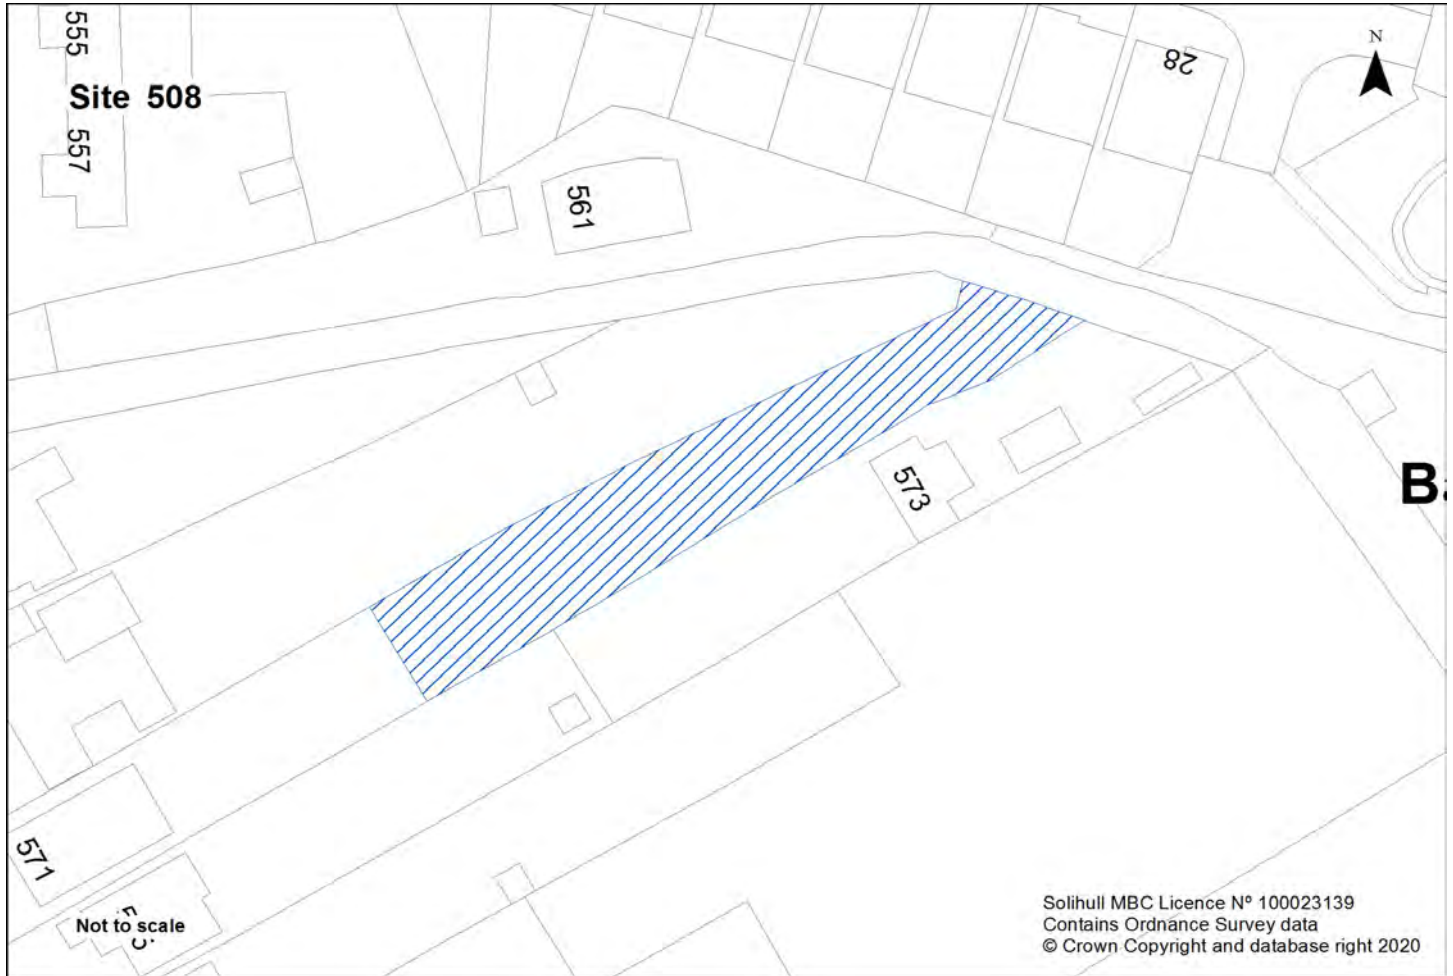 555
Site 508
557
28
N
561
573
571
Not to scale
Solihull MBC Licence Nº 100023139
Contains Ordnance Survey data
© Crown Copyright and database right 2020